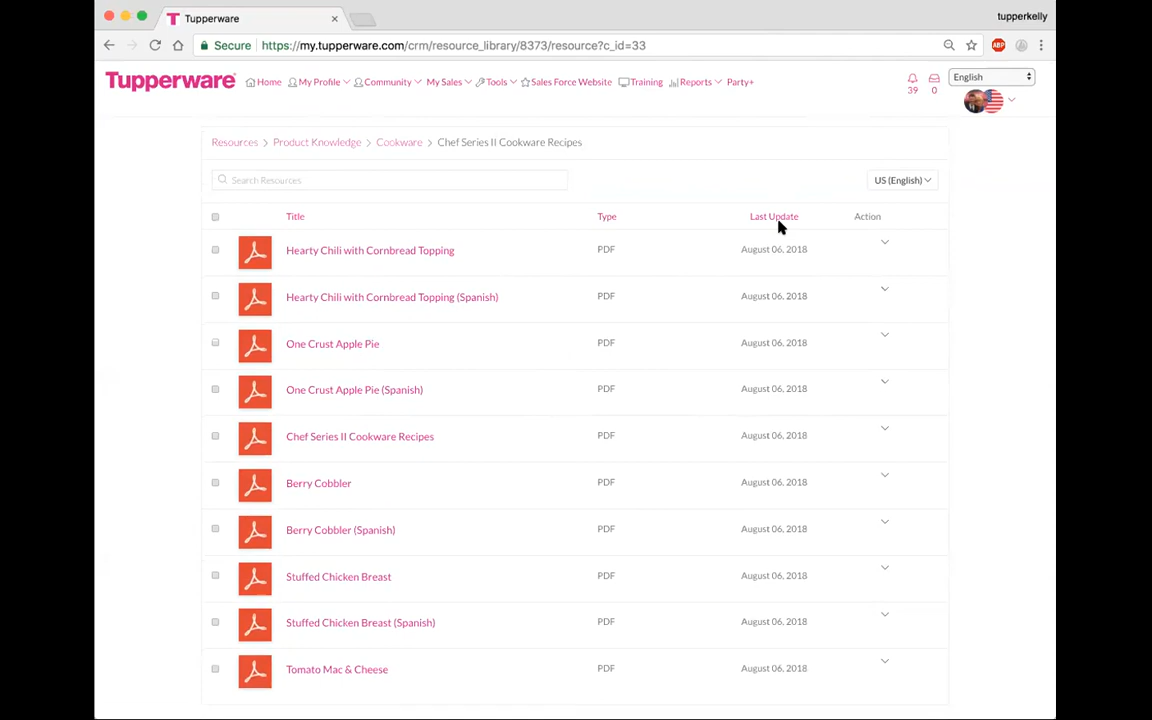 Tupperware
tupperkelly
Secure https://my.tupperware.com/crm/resource_library/8373/resource?c_id=33
ABP
Tupperware Home My Profile Community My Sales Tools Sales Force Website Training Reports Party+ 39 0 English
Resources > Product Knowledge > Cookware > Chef Series II Cookware Recipes
Search Resources US (English)
Title Type Last Update Action
Hearty Chili with Cornbread Topping PDF August 06, 2018
Hearty Chili with Cornbread Topping (Spanish) PDF August 06, 2018
One Crust Apple Pie PDF August 06, 2018
One Crust Apple Pie (Spanish) PDF August 06, 2018
Chef Series II Cookware Recipes PDF August 06, 2018
Berry Cobbler PDF August 06, 2018
Berry Cobbler (Spanish) PDF August 06, 2018
Stuffed Chicken Breast PDF August 06, 2018
Stuffed Chicken Breast (Spanish) PDF August 06, 2018
Tomato Mac & Cheese PDF August 06, 2018